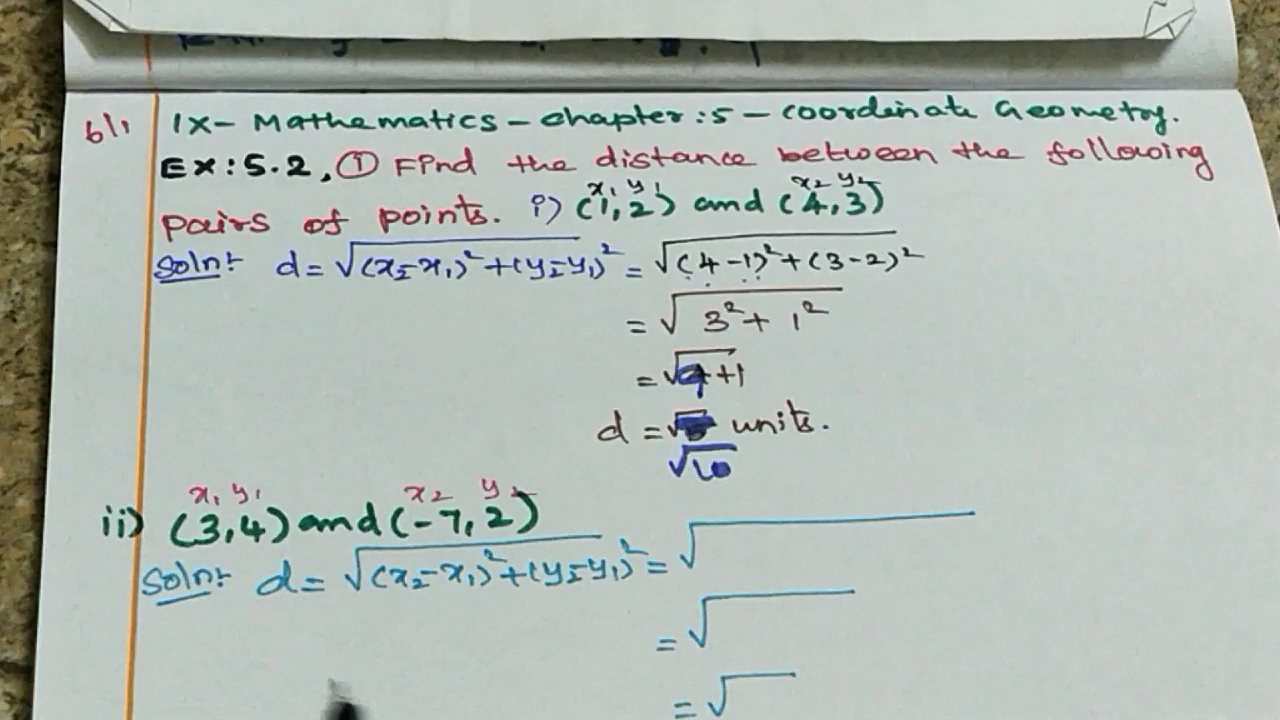 6)1 IX- Mathematics - chapter:5 - coordinate Geometry.
EX:5.2, ① Find the distance between the following
x₁ y₁ x₂ y₂
pairs of points. i) (1,2) and (4,3)
Soln: d = √(x₂-x₁)²+(y₂-y₁)² = √(4-1)²+(3-2)²
= √3²+1²
= √9+1
d = units.
√10
x₁ y₁ x₂ y₂
ii) (3,4) and (-7,2)
Soln: d = √(x₂-x₁)²+(y₂-y₁)² = √
= √
= √